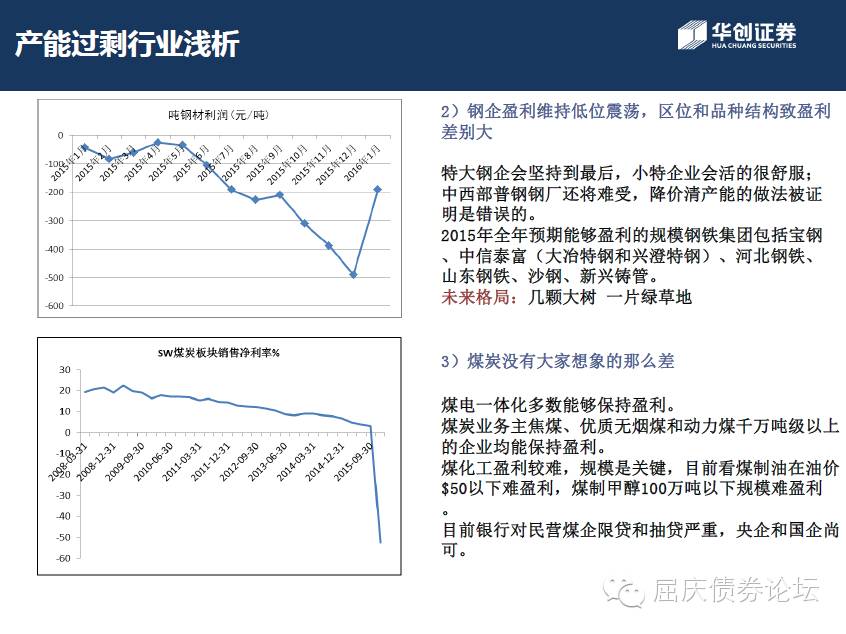 产能过剩行业浅析
华创证券
HUA CHUANG SECURITIES
吨钢材利润(元/吨)
0
-100
-200
-300
-400
-500
-600
2015年1月
2015年2月
2015年3月
2015年4月
2015年5月
2015年6月
2015年7月
2015年8月
2015年9月
2015年10月
2015年11月
2015年12月
2016年1月
2）钢企盈利维持低位震荡，区位和品种结构致盈利
差别大
特大钢企会坚持到最后，小特企业会活的很舒服；
中西部普钢钢厂还将难受，降价清产能的做法被证
明是错误的。
2015年全年预期能够盈利的规模钢铁集团包括宝钢
、中信泰富（大冶特钢和兴澄特钢）、河北钢铁、
山东钢铁、沙钢、新兴铸管。
未来格局：几颗大树 一片绿草地
SW煤炭板块销售净利率%
30
20
10
0
-10
-20
-30
-40
-50
-60
2008-03-31
2008-12-31
2009-09-30
2010-06-30
2011-03-31
2011-12-31
2012-09-30
2013-06-30
2014-03-31
2014-12-31
2015-09-30
3）煤炭没有大家想象的那么差
煤电一体化多数能够保持盈利。
煤炭业务主焦煤、优质无烟煤和动力煤千万吨级以上
的企业均能保持盈利。
煤化工盈利较难，规模是关键，目前看煤制油在油价
$50以下难盈利，煤制甲醇100万吨以下规模难盈利
。
目前银行对民营煤企限贷和抽贷严重，央企和国企尚
可。
屈庆债券论坛